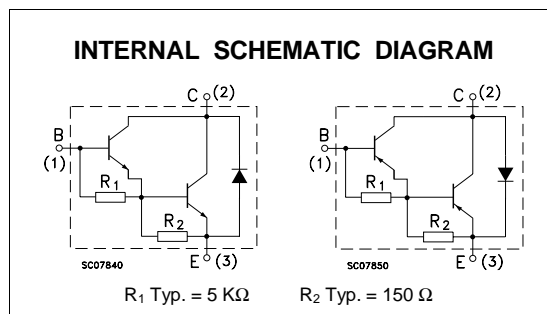 INTERNAL SCHEMATIC DIAGRAM
C (2)
C (2)
B
(1)
B
(1)
R1
R1
R2
R2
SC07840
E (3)
SC07850
E (3)
R1 Typ. = 5 KΩ R2 Typ. = 150 Ω